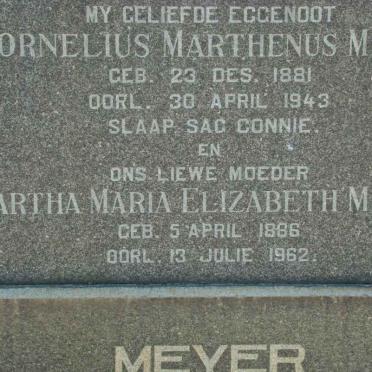 MY GELIEFDE EGGENOOT
ORNELIUS MARTHENUS M
GEB. 23 DES. 1881
OORL. 30 APRIL 1943
SLAAP SAG CONNIE.
EN
ONS LIEWE MOEDER
ARTHA MARIA ELIZABETH M
GEB. 5 APRIL 1886
OORL. 13 JULIE 1962.
MEYER